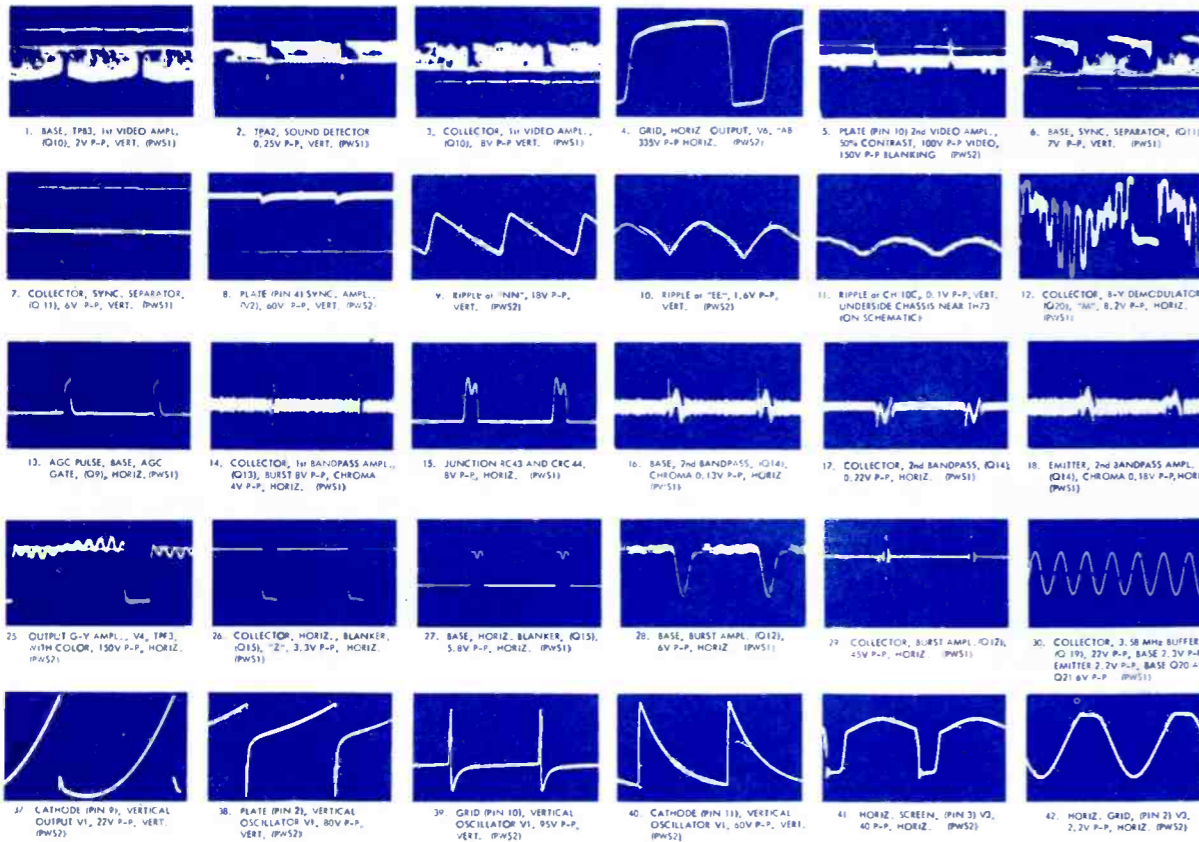 1. BASE, TPB3, 1st VIDEO AMPL,
(Q10), 2V P-P, VERT. (PWS1)
2. TPA2, SOUND DETECTOR
0.25V P-P, VERT. (PWS1)
3. COLLECTOR, 1st VIDEO AMPL.,
(Q10), 8V P-P, VERT. (PWS1)
4. GRID, HORIZ OUTPUT, V6, "AB
335V P-P HORIZ. (PWS2)
5. PLATE (PIN 10) 2nd VIDEO AMPL.,
50% CONTRAST, 100V P-P VIDEO,
150V P-P BLANKING (PWS2)
6. BASE, SYNC, SEPARATOR, (Q11)
7V P-P, VERT. (PWS1)
7. COLLECTOR, SYNC, SEPARATOR,
(Q 11), 6V P-P, VERT. (PWS1)
8. PLATE (PIN 4) SYNC, AMPL.,
(V2), 60V P-P, VERT. (PWS2)
9. RIPPLE at "NN", 18V P-P,
VERT. (PWS2)
10. RIPPLE at "EE", 1.6V P-P,
VERT. (PWS2)
11. RIPPLE at CH 10C, 0.1V P-P, VERT.
UNDERSIDE CHASSIS NEAR TH73
(ON SCHEMATIC)
12. COLLECTOR, B-Y DEMODULATOR
(Q20), "M", 8.2V P-P, HORIZ.
(PWS1)
13. AGC PULSE, BASE, AGC
GATE, (Q9), HORIZ. (PWS1)
14. COLLECTOR, 1st BANDPASS AMPL.,
(Q13), BURST 8V P-P, CHROMA
4V P-P, HORIZ. (PWS1)
15. JUNCTION RC43 AND CRC44,
8V P-P, HORIZ. (PWS1)
16. BASE, 2nd BANDPASS, (Q14),
CHROMA 0.13V P-P, HORIZ
(PWS1)
17. COLLECTOR, 2nd BANDPASS, (Q14)
0.22V P-P, HORIZ. (PWS1)
18. EMITTER, 2nd BANDPASS AMPL.
(Q14), CHROMA 0.18V P-P, HORI
(PWS1)
25 OUTPUT G-Y AMPL., V4, TPF3,
WITH COLOR, 150V P-P, HORIZ.
(PWS2)
26. COLLECTOR, HORIZ., BLANKER,
(Q15), "Z", 3.3V P-P, HORIZ.
(PWS1)
27. BASE, HORIZ. BLANKER, (Q15),
5.8V P-P, HORIZ. (PWS1)
28. BASE, BURST AMPL. (Q12),
6V P-P, HORIZ. (PWS1)
29. COLLECTOR, BURST AMPL. (Q12),
45V P-P, HORIZ. (PWS1)
30. COLLECTOR, 3.58 MHz BUFFER
(Q 19), 22V P-P, BASE 2.3V P-P
EMITTER 2.2V P-P, BASE Q20 A
Q21 6V P-P (PWS1)
37. CATHODE (PIN 9), VERTICAL
OUTPUT V1, 22V P-P, VERT.
(PWS2)
38. PLATE (PIN 2), VERTICAL
OSCILLATOR V1, 80V P-P,
VERT. (PWS2)
39. GRID (PIN 10), VERTICAL
OSCILLATOR V1, 95V P-P,
VERT. (PWS2)
40. CATHODE (PIN 11), VERTICAL
OSCILLATOR V1, 60V P-P, VERT.
(PWS2)
41. HORIZ. SCREEN, (PIN 3) V3,
40 P-P, HORIZ. (PWS2)
42. HORIZ. GRID, (PIN 2) V3,
2.2V P-P, HORIZ. (PWS2)